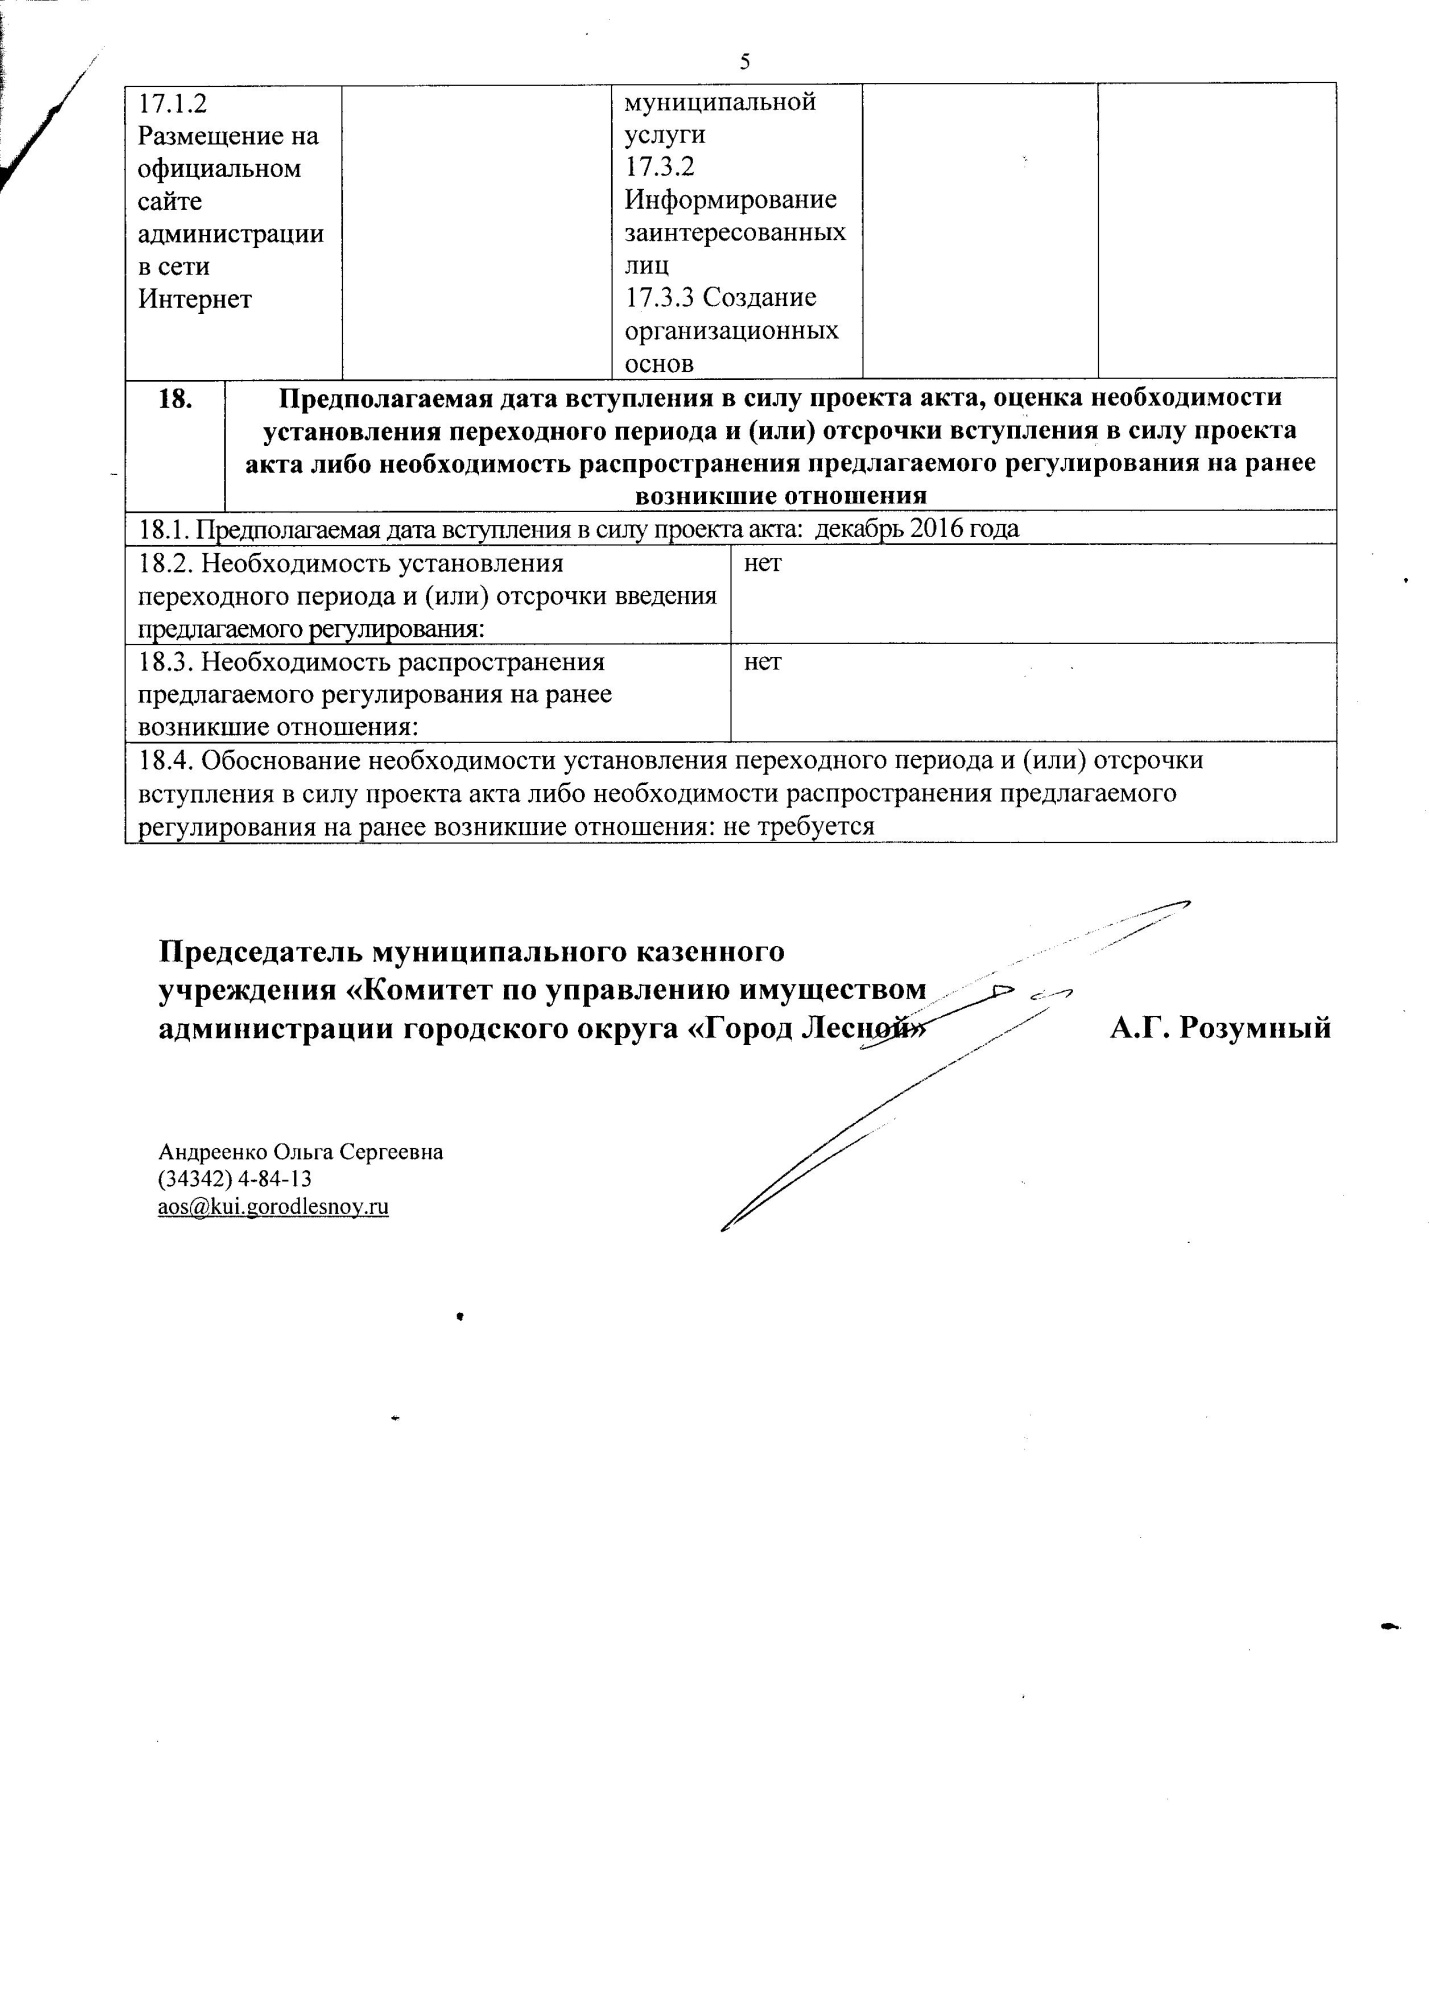 5
17.1.2
Размещение на
официальном
сайте
администрации
в сети
Интернет
муниципальной
услуги
17.3.2
Информирование
заинтересованных
лиц
17.3.3 Создание
организационных
основ
18.
Предполагаемая дата вступления в силу проекта акта, оценка необходимости
установления переходного периода и (или) отсрочки вступления в силу проекта
акта либо необходимость распространения предлагаемого регулирования на ранее
возникшие отношения
18.1. Предполагаемая дата вступления в силу проекта акта: декабрь 2016 года
18.2. Необходимость установления
переходного периода и (или) отсрочки введения
предлагаемого регулирования:
нет
18.3. Необходимость распространения
предлагаемого регулирования на ранее
возникшие отношения:
нет
18.4. Обоснование необходимости установления переходного периода и (или) отсрочки
вступления в силу проекта акта либо необходимости распространения предлагаемого
регулирования на ранее возникшие отношения: не требуется
Председатель муниципального казенного
учреждения «Комитет по управлению имуществом
администрации городского округа «Город Лесной»
А.Г. Розумный
Андреенко Ольга Сергеевна
(34342) 4-84-13
aos@kui.gorodlesnoy.ru